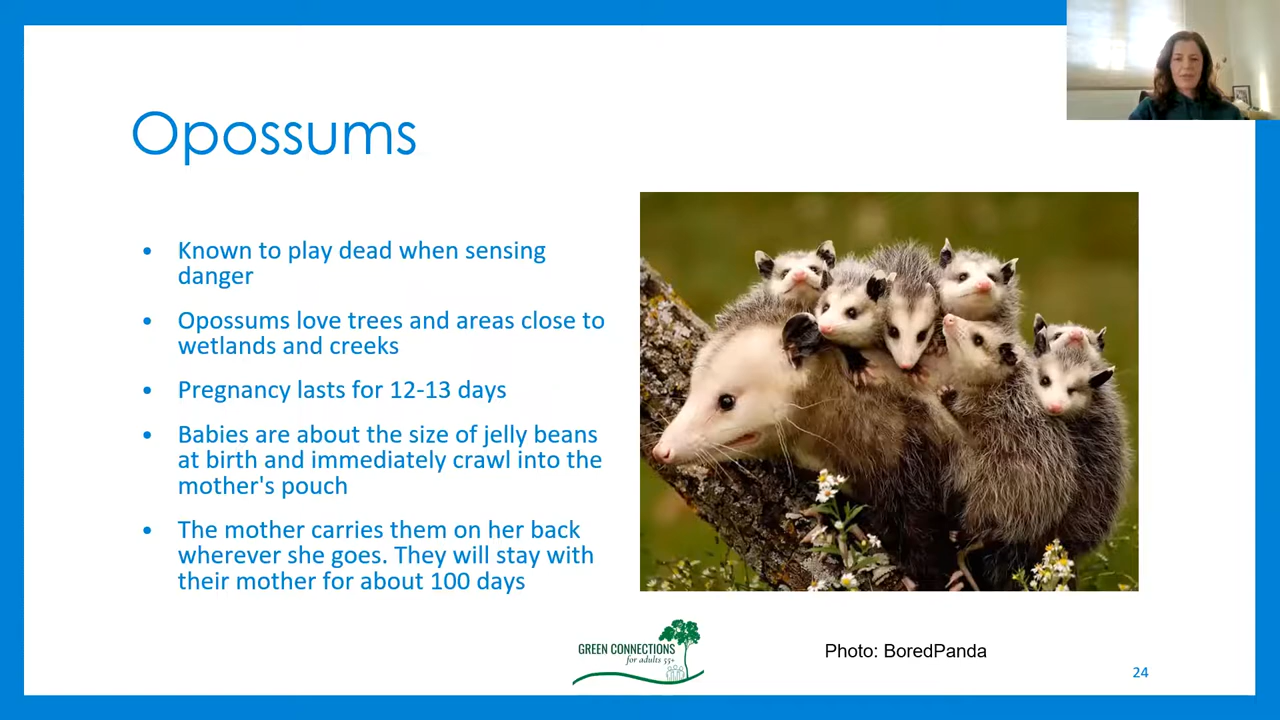 Opossums
• Known to play dead when sensing
danger
• Opossums love trees and areas close to
wetlands and creeks
• Pregnancy lasts for 12-13 days
• Babies are about the size of jelly beans
at birth and immediately crawl into the
mother's pouch
• The mother carries them on her back
wherever she goes. They will stay with
their mother for about 100 days
GREEN CONNECTIONS
for adults 55+
Photo: BoredPanda
24